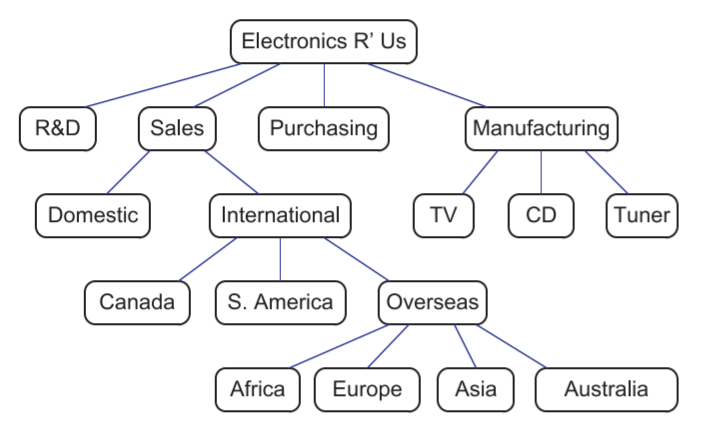 Electronics R’ Us
R&D
Sales
Purchasing
Manufacturing
Domestic
International
TV
CD
Tuner
Canada
S. America
Overseas
Africa
Europe
Asia
Australia